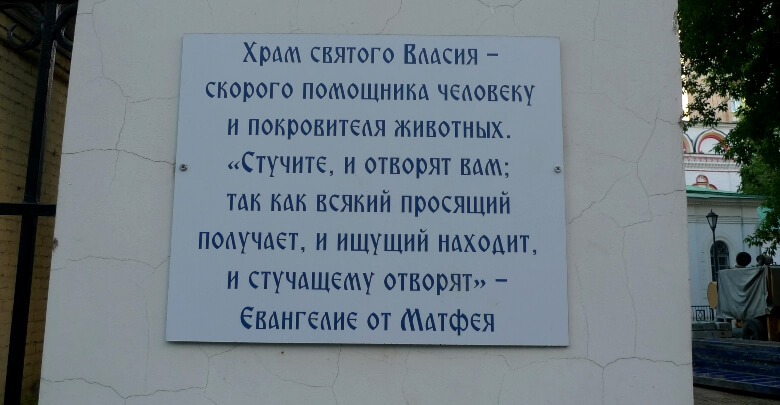 Храм святого Власия –
скорого помощника человеку
и покровителя животных.
«Стучите, и отворят вам;
так как всякий просящий
получает, и ищущий находит,
и стучащему отворят» –
Евангелие от Матфея